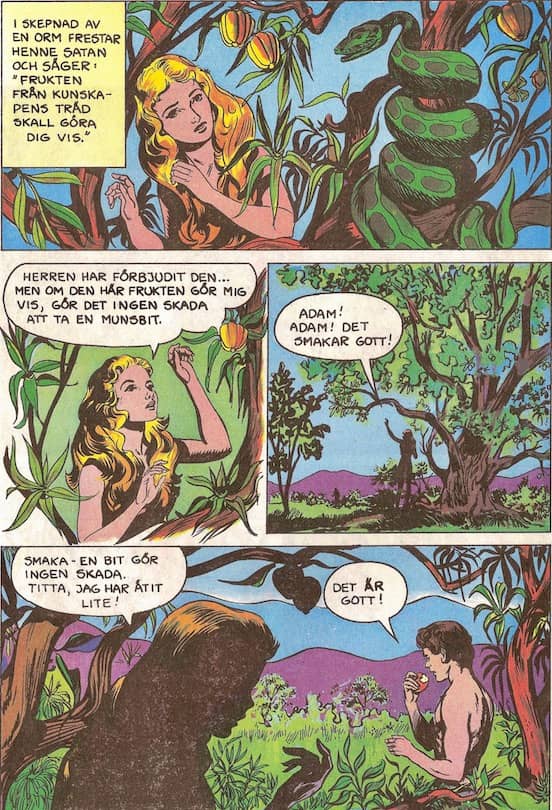 I SKEPNAD AV
EN ORM FRESTAR
HENNE SATAN
OCH SÄGER:
"FRUKTEN
FRÅN KUNSKA-
PENS TRÄD
SKALL GÖRA
DIG VIS."
HERREN HAR FÖRBJUDIT DEN...
MEN OM DEN HÄR FRUKTEN GÖR MIG
VIS, GÖR DET INGEN SKADA
ATT TA EN MUNSBIT.
ADAM!
ADAM! DET
SMAKAR GOTT!
SMAKA - EN BIT GÖR
INGEN SKADA.
TITTA, JAG HAR ÄTIT
LITE!
DET ÄR
GOTT!